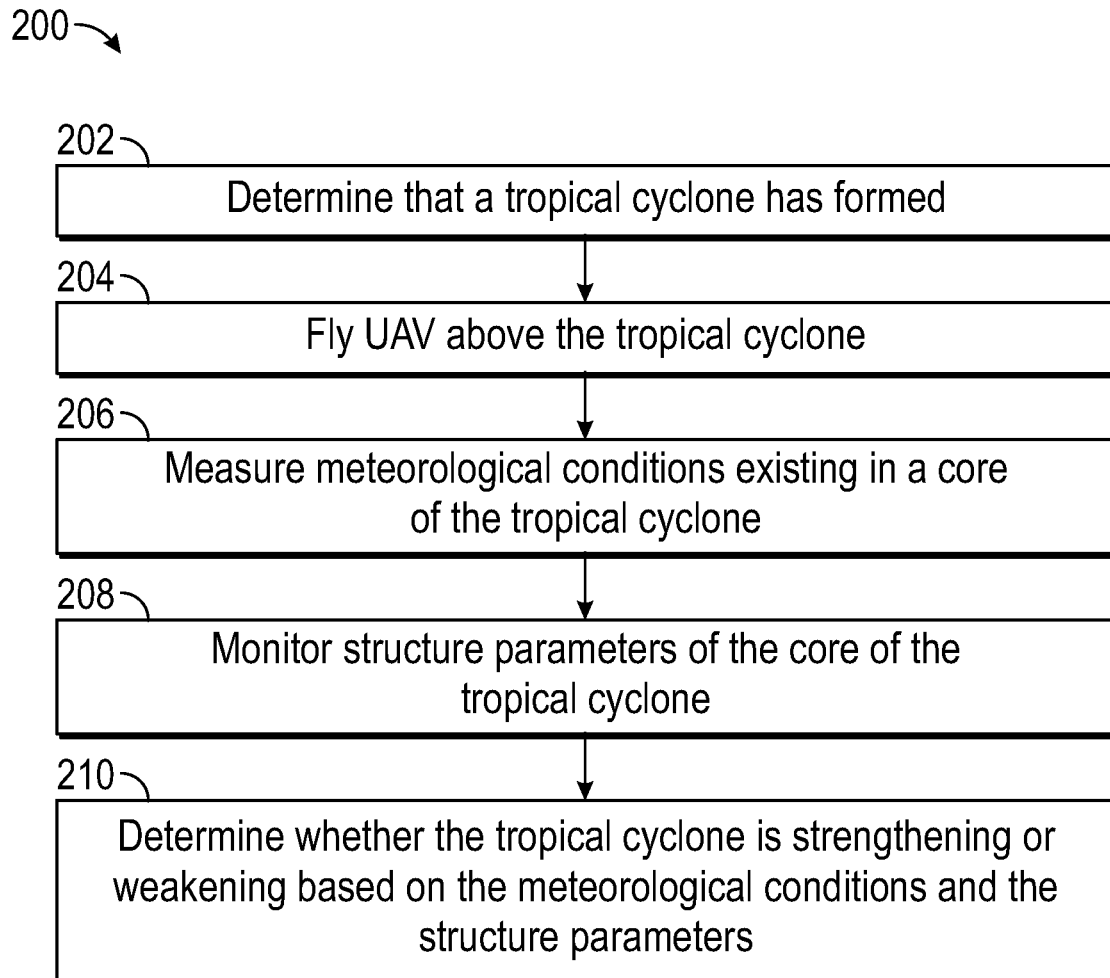 200
202
Determine that a tropical cyclone has formed
204
Fly UAV above the tropical cyclone
206
Measure meteorological conditions existing in a core
of the tropical cyclone
208
Monitor structure parameters of the core of the
tropical cyclone
210
Determine whether the tropical cyclone is strengthening or
weakening based on the meteorological conditions and the
structure parameters